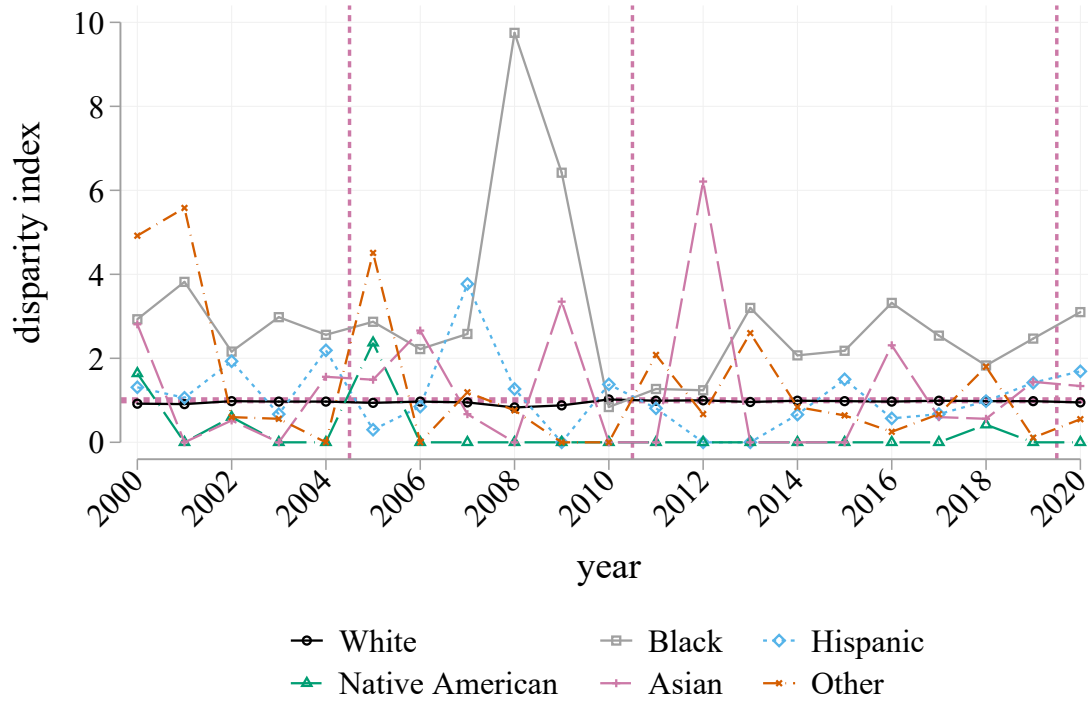 10
8
6
4
2
0
disparity index
2000 2002 2004 2006 2008 2010 2012 2014 2016 2018 2020
year
White Black Hispanic
Native American Asian Other